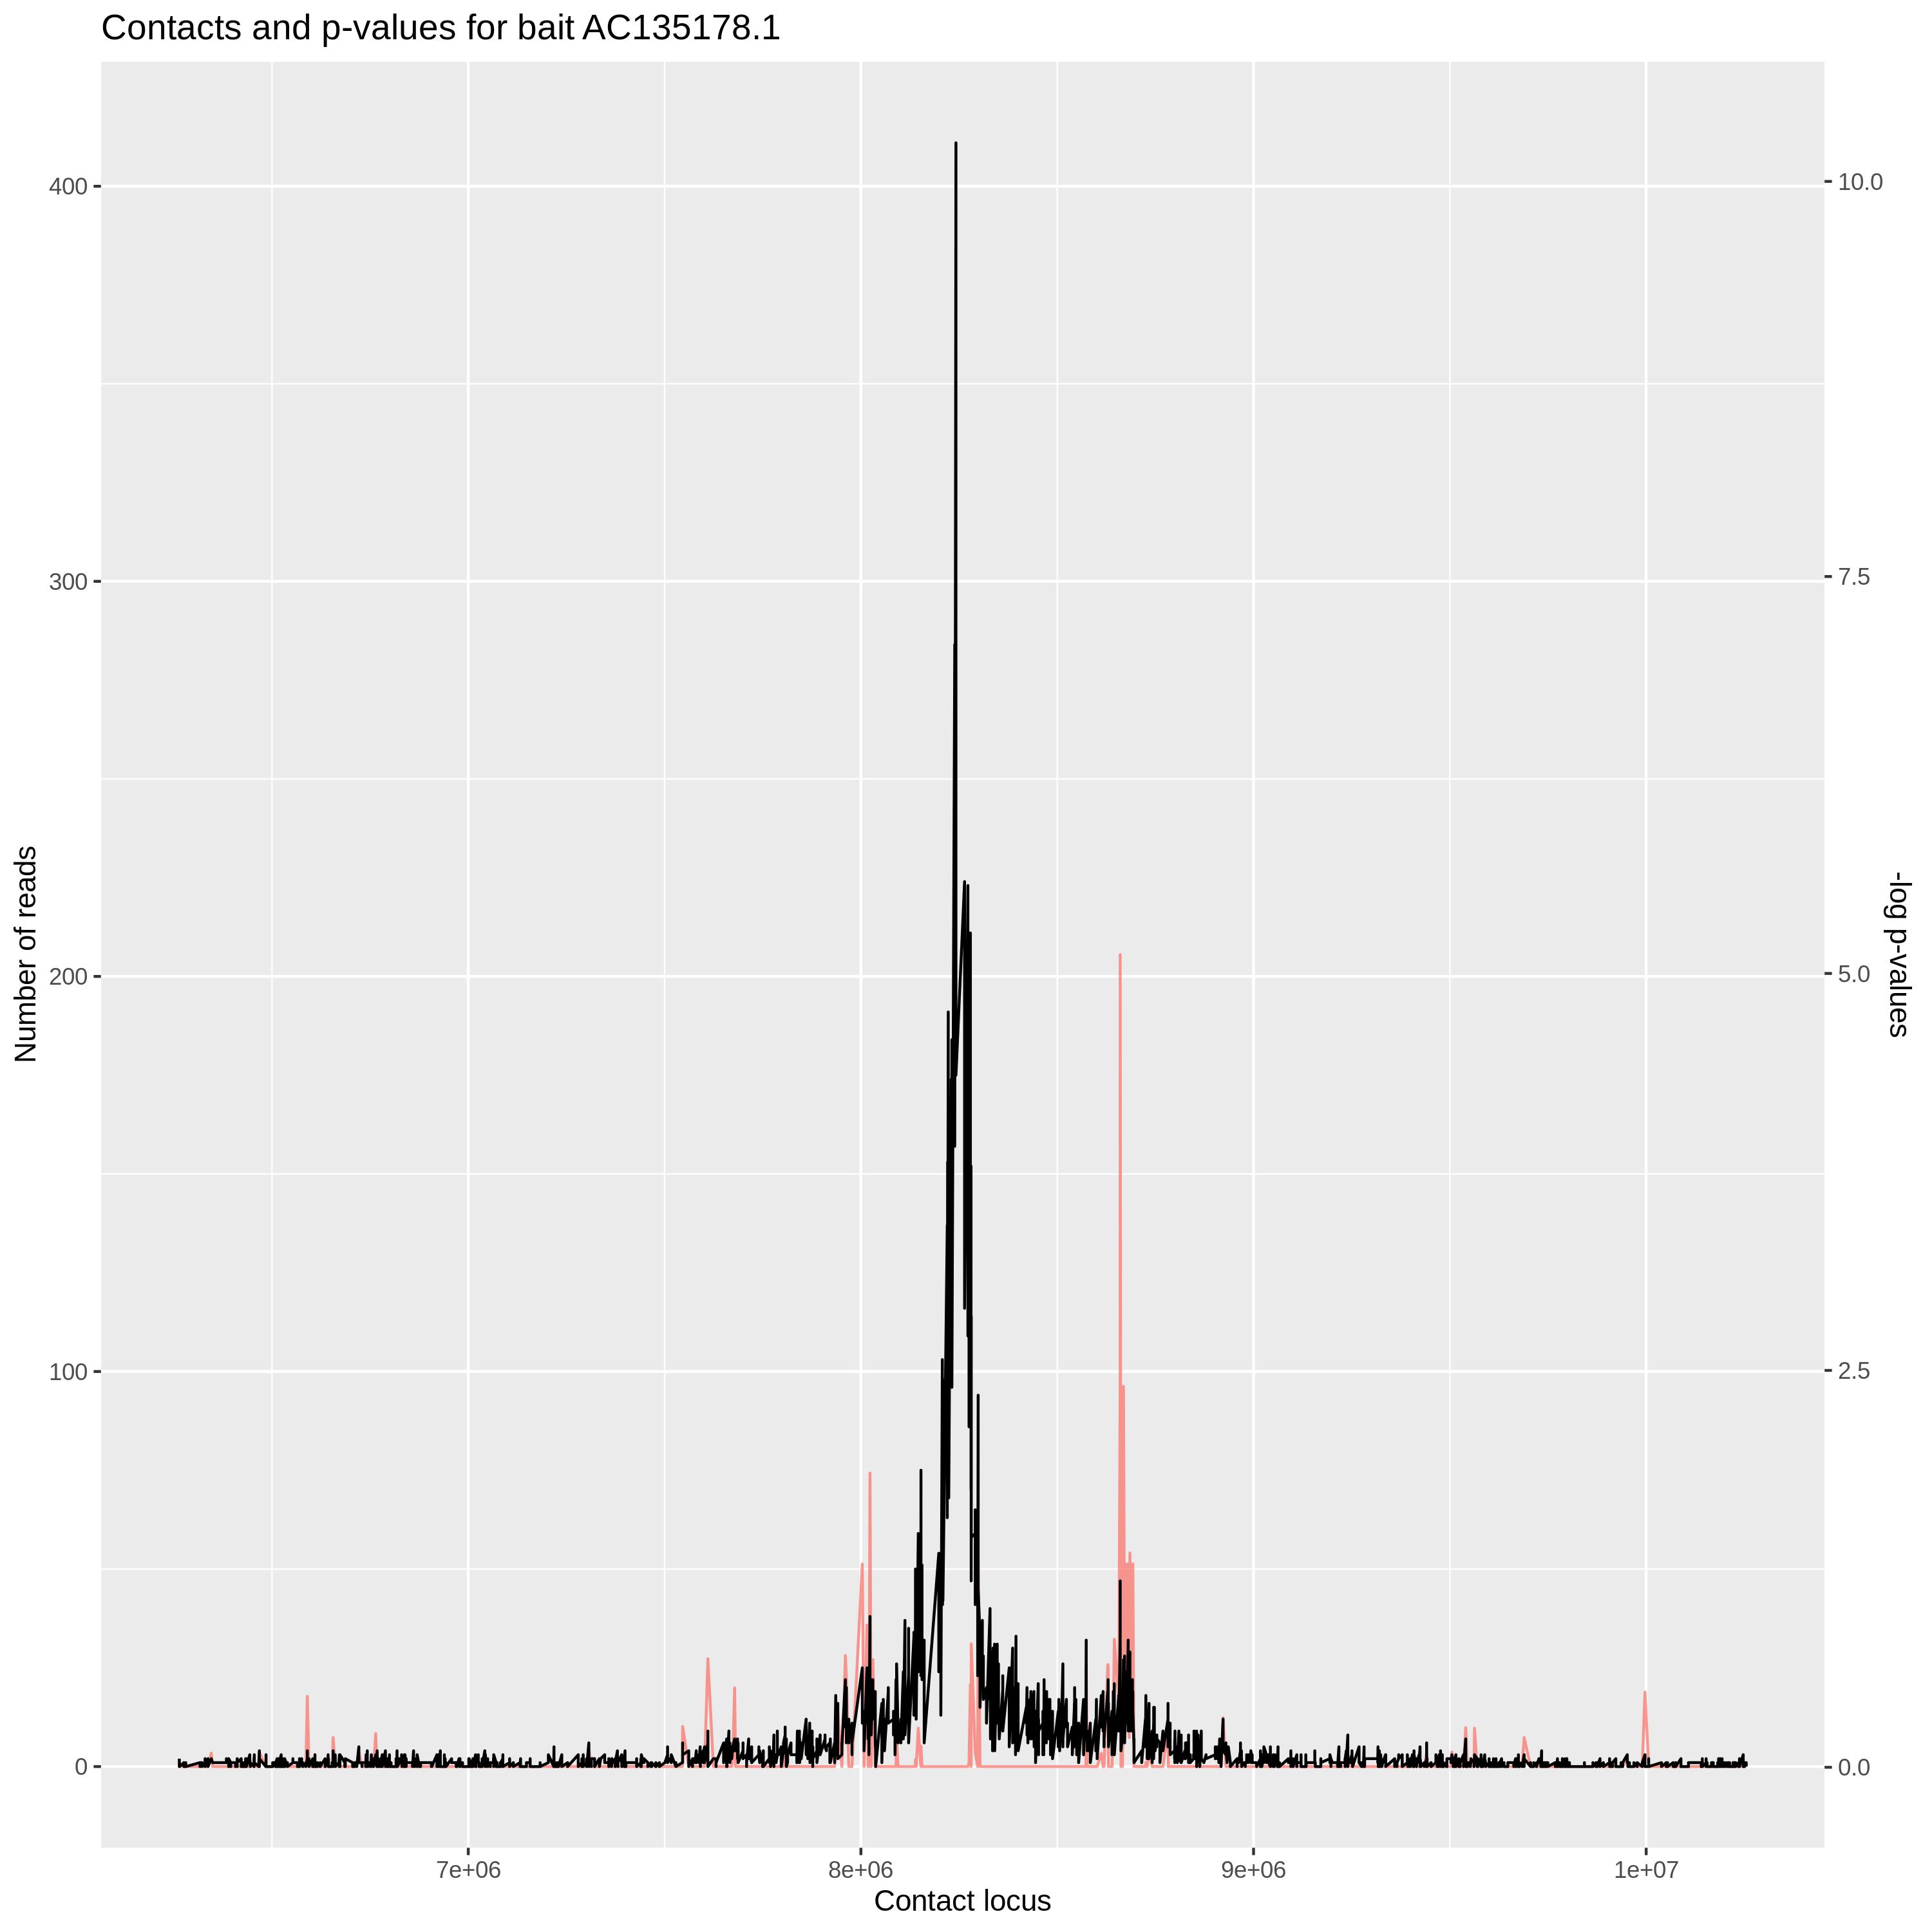 Contacts and p-values for bait AC135178.1
400
300
200
100
0
Number of reads
10.0
7.5
5.0
2.5
0.0
-log p-values
7e+06
8e+06
9e+06
1e+07
Contact locus